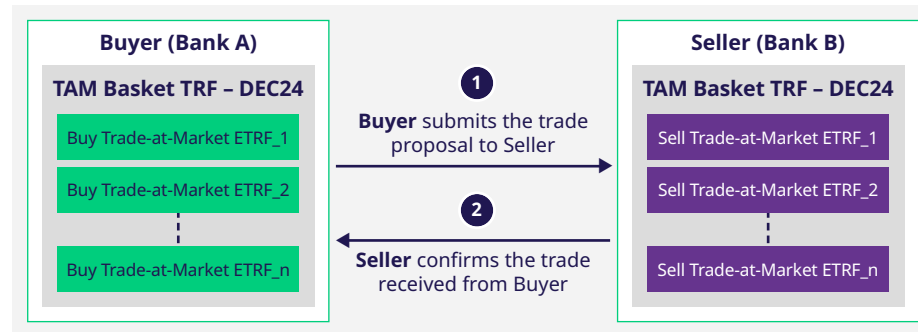 Buyer (Bank A)
TAM Basket TRF – DEC24
Buy Trade-at-Market ETRF_1
Buy Trade-at-Market ETRF_2
Buy Trade-at-Market ETRF_n
1
Buyer submits the trade
proposal to Seller
2
Seller confirms the trade
received from Buyer
Seller (Bank B)
TAM Basket TRF – DEC24
Sell Trade-at-Market ETRF_1
Sell Trade-at-Market ETRF_2
Sell Trade-at-Market ETRF_n